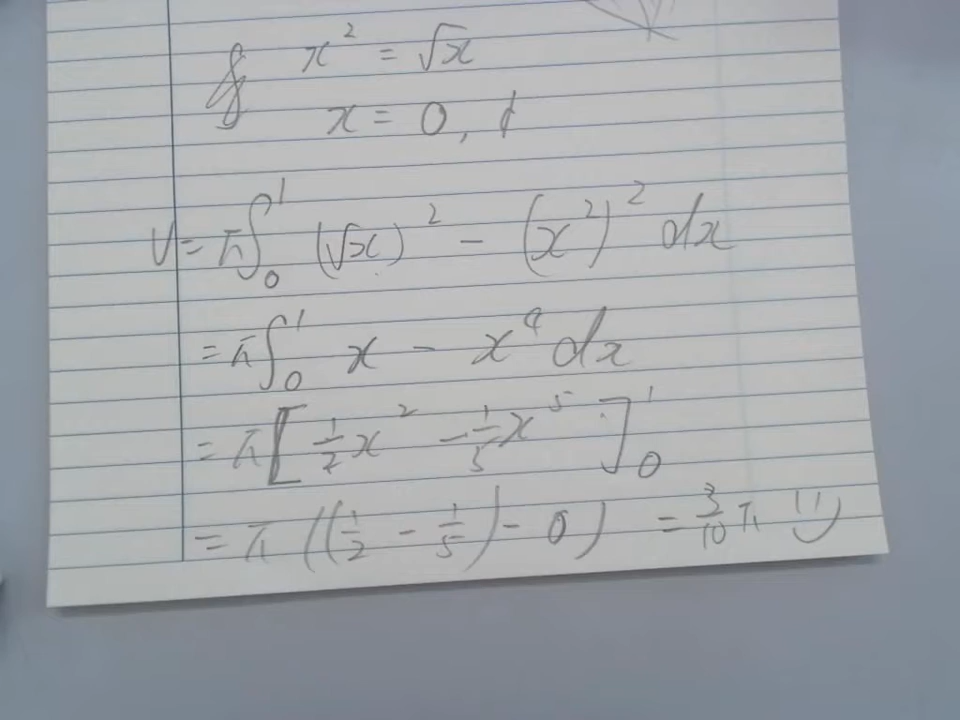 x² = √x
x = 0, 1
V = π∫₀¹ (√x)² − (x²)² dx
= π∫₀¹ x − x⁴ dx
= π[½x² − ⅕x⁵]₀¹
= π((½ − ⅕) − 0) = 3/10 π